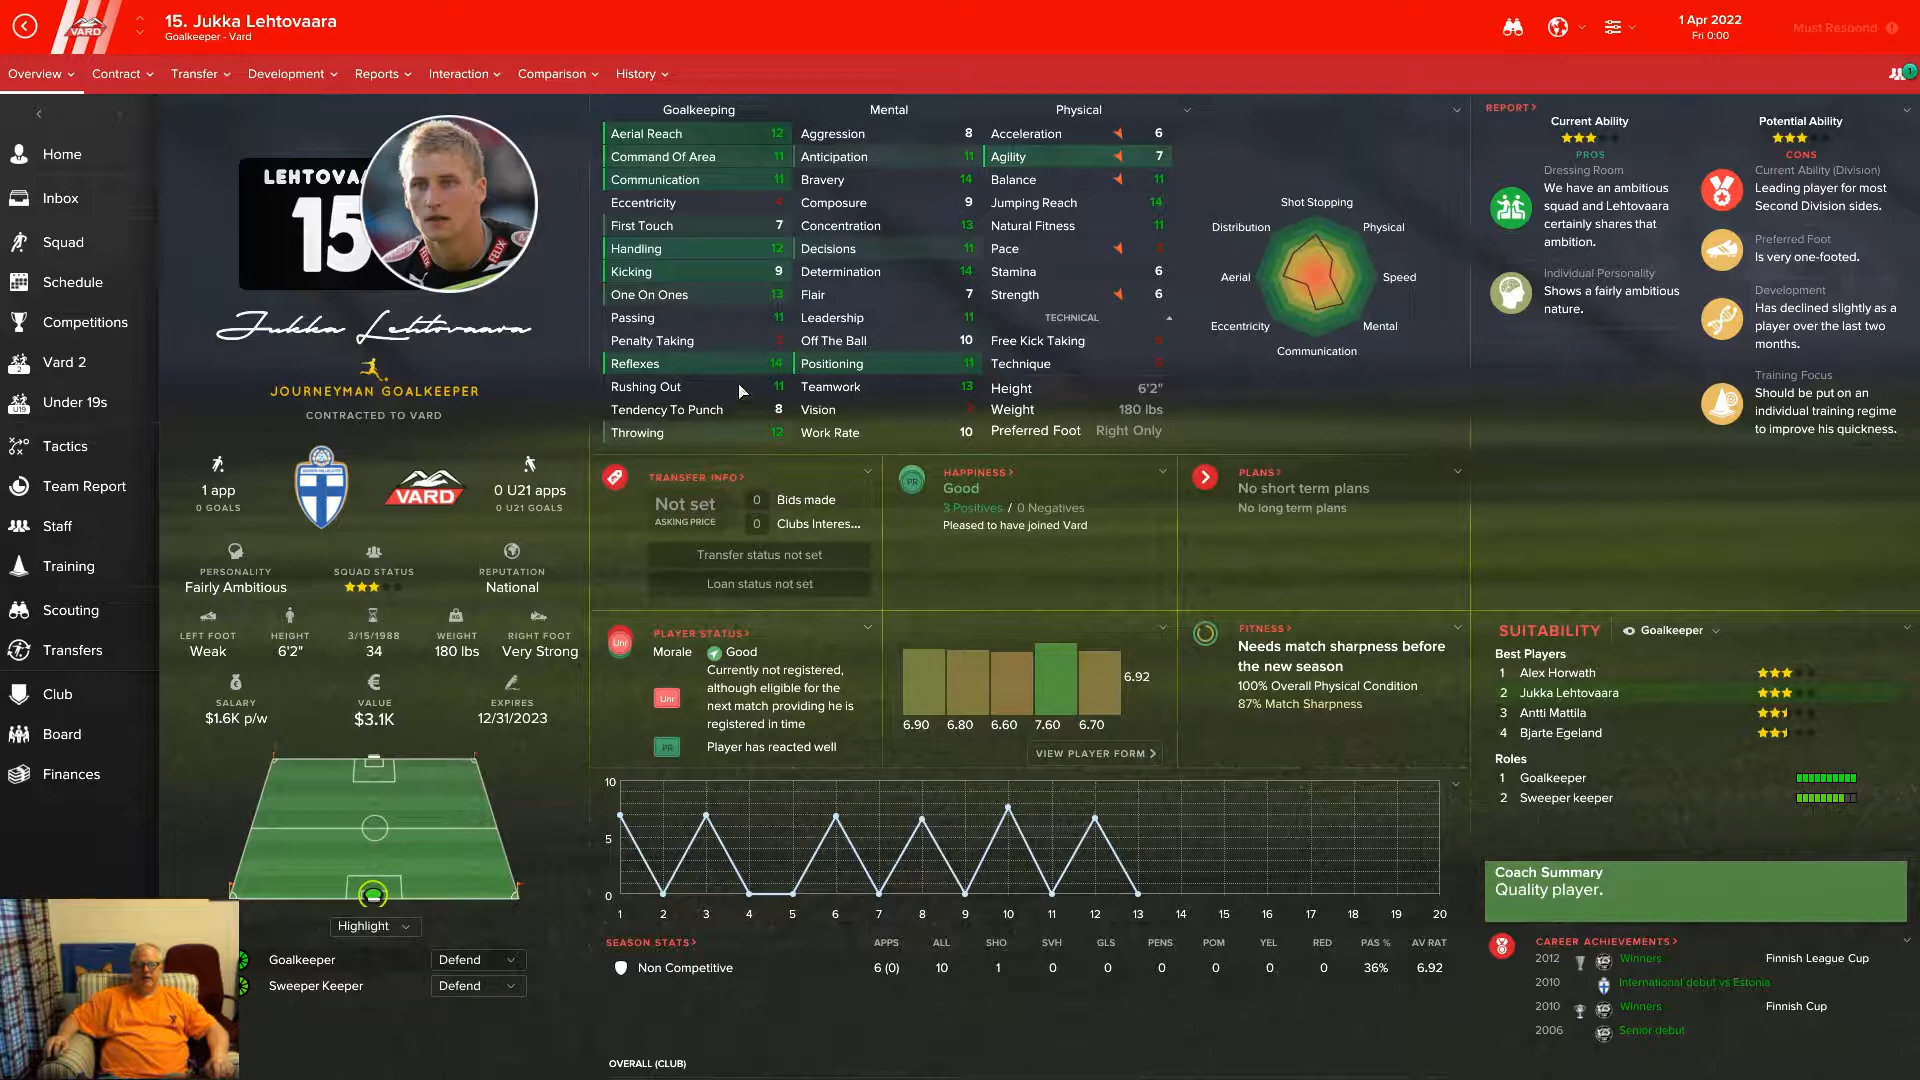 15. Jukka Lehtovaara
Goalkeeper - Vard
VARD
1 Apr 2022
Fri 0:00
Must Respond
Overview
Contract
Transfer
Development
Reports
Interaction
Comparison
History
1
Home
Inbox
Squad
Schedule
Competitions
Vard 2
Under 19s
Tactics
Team Report
Staff
Training
Scouting
Transfers
Club
Board
Finances
LEHTOVAA
15
Jukka Lehtovaara
JOURNEYMAN GOALKEEPER
CONTRACTED TO VARD
1 app
0 GOALS
VARD
0 U21 apps
0 U21 GOALS
PERSONALITY
Fairly Ambitious
SQUAD STATUS
REPUTATION
National
LEFT FOOT
Weak
HEIGHT
6'2"
3/15/1988
34
WEIGHT
180 lbs
RIGHT FOOT
Very Strong
SALARY
$1.6K p/w
VALUE
$3.1K
EXPIRES
12/31/2023
Highlight
Goalkeeper Defend
Sweeper Keeper Defend
Goalkeeping
Aerial Reach 12
Command Of Area 11
Communication 11
Eccentricity 4
First Touch 7
Handling 12
Kicking 9
One On Ones 13
Passing 11
Penalty Taking
Reflexes 14
Rushing Out 11
Tendency To Punch 8
Throwing 12
Mental
Aggression 8
Anticipation 11
Bravery 14
Composure 9
Concentration 13
Decisions 11
Determination 14
Flair 7
Leadership 11
Off The Ball 10
Positioning 11
Teamwork 13
Vision
Work Rate 10
Physical
Acceleration 6
Agility 7
Balance 11
Jumping Reach 14
Natural Fitness 11
Pace
Stamina 6
Strength 6
TECHNICAL
Free Kick Taking
Technique
Height 6'2"
Weight 180 lbs
Preferred Foot Right Only
Shot Stopping
Physical
Speed
Mental
Communication
Eccentricity
Aerial
Distribution
REPORT>
Current Ability
PROS
Dressing Room
We have an ambitious
squad and Lehtovaara
certainly shares that
ambition.
Individual Personality
Shows a fairly ambitious
nature.
Potential Ability
CONS
Current Ability (Division)
Leading player for most
Second Division sides.
Preferred Foot
Is very one-footed.
Development
Has declined slightly as a
player over the last two
months.
Training Focus
Should be put on an
individual training regime
to improve his quickness.
TRANSFER INFO>
Not set
ASKING PRICE
0 Bids made
0 Clubs Interes...
Transfer status not set
Loan status not set
PR
HAPPINESS>
Good
3 Positives / 0 Negatives
Pleased to have joined Vard
PLANS>
No short term plans
No long term plans
Unr
PLAYER STATUS>
Morale Good
Unr
Currently not registered,
although eligible for the
next match providing he is
registered in time
PR
Player has reacted well
6.92
6.90 6.80 6.60 7.60 6.70
VIEW PLAYER FORM >
FITNESS>
Needs match sharpness before
the new season
100% Overall Physical Condition
87% Match Sharpness
SUITABILITY
Goalkeeper
Best Players
1 Alex Horwath
2 Jukka Lehtovaara
3 Antti Mattila
4 Bjarte Egeland
Roles
1 Goalkeeper
2 Sweeper keeper
10
5
0
1 2 3 4 5 6 7 8 9 10 11 12 13 14 15 16 17 18 19 20
SEASON STATS> APPS ALL SHO SVH GLS PENS POM YEL RED PAS % AV RAT
Non Competitive 6 (0) 10 1 0 0 0 0 0 0 36% 6.92
OVERALL (CLUB)
Coach Summary
Quality player.
CAREER ACHIEVEMENTS>
2012 Winners Finnish League Cup
2010 International debut vs Estonia
2010 Winners Finnish Cup
2006 Senior debut